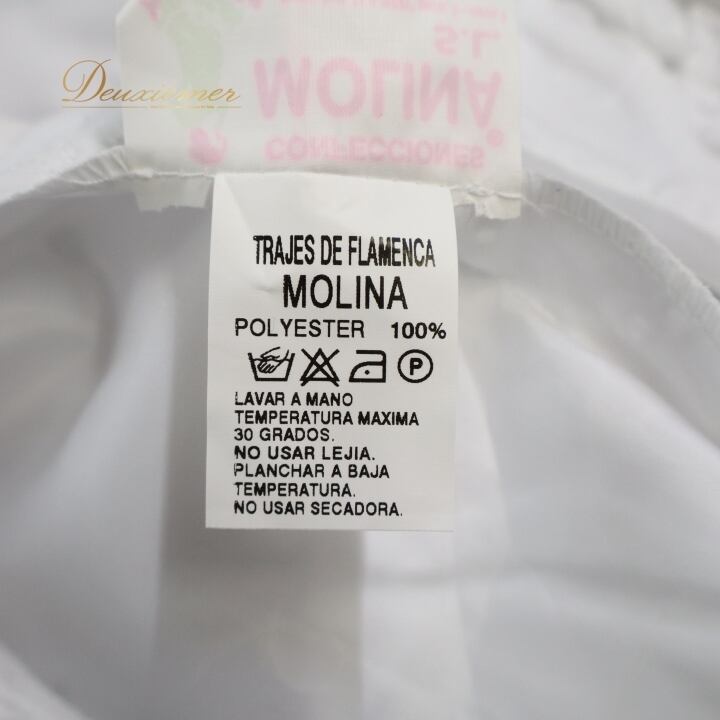 Deuxiemer
S.L.
MOLINA
CONFECCIONES®
TRAJES DE FLAMENCA
MOLINA
POLYESTER 100%
P
LAVAR A MANO
TEMPERATURA MAXIMA
30 GRADOS.
NO USAR LEJIA.
PLANCHAR A BAJA
TEMPERATURA.
NO USAR SECADORA.